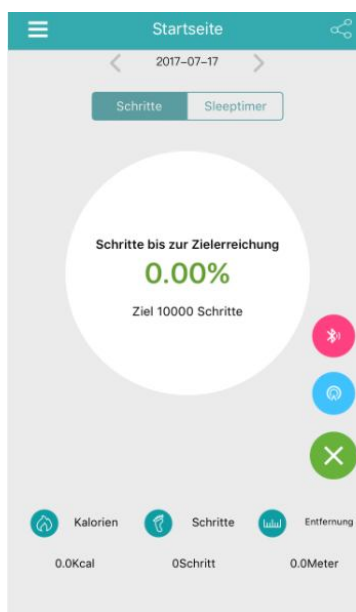 Startseite
2017-07-17
Schritte Sleeptimer
Schritte bis zur Zielerreichung
0.00%
Ziel 10000 Schritte
Kalorien Schritte Entfernung
0.0Kcal 0Schritt 0.0Meter